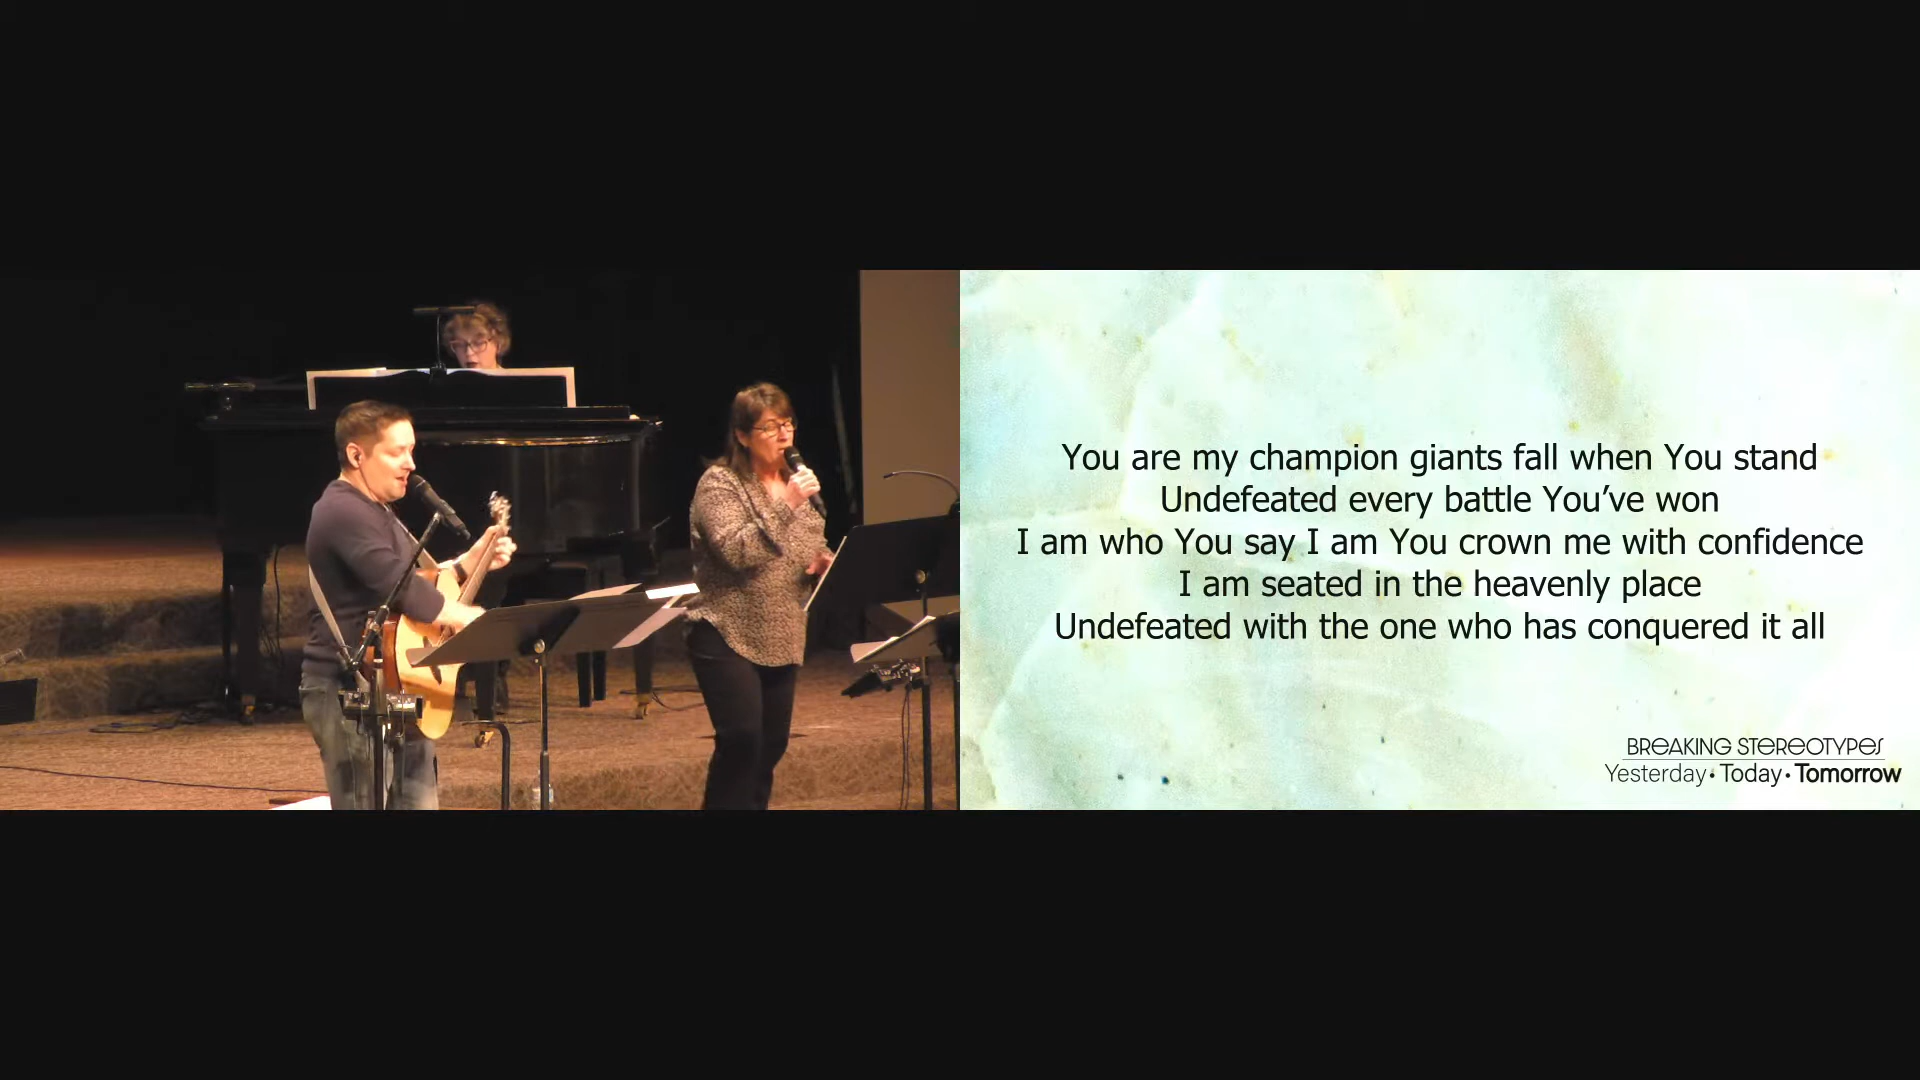 You are my champion giants fall when You stand
Undefeated every battle You’ve won
I am who You say I am You crown me with confidence
I am seated in the heavenly place
Undefeated with the one who has conquered it all
BREAKING STEREOTYPES
Yesterday • Today • Tomorrow